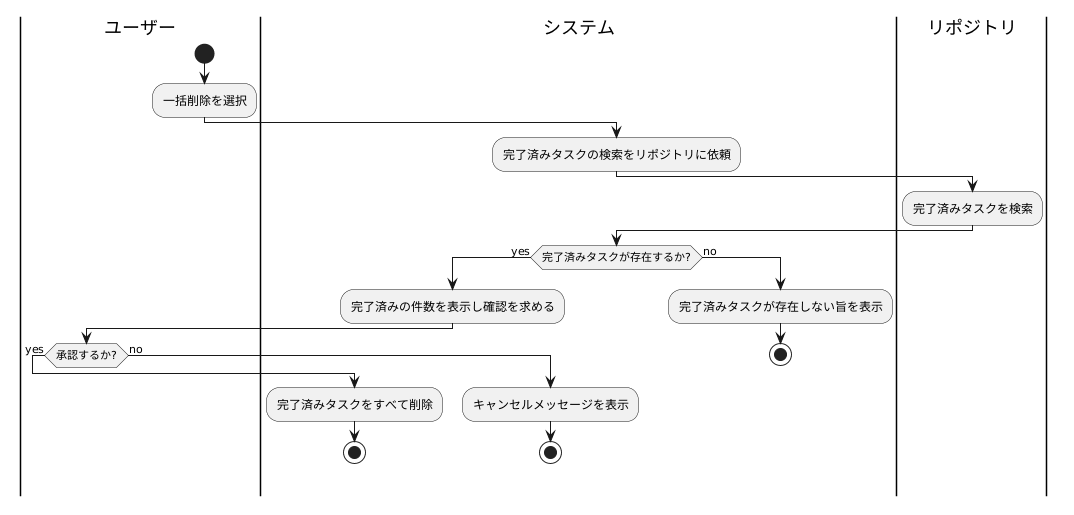 ユーザー
システム
リポジトリ
一括削除を選択
完了済みタスクの検索をリポジトリに依頼
完了済みタスクを検索
yes
完了済みタスクが存在するか?
no
完了済みの件数を表示し確認を求める
完了済みタスクが存在しない旨を表示
yes
承認するか?
no
完了済みタスクをすべて削除
キャンセルメッセージを表示